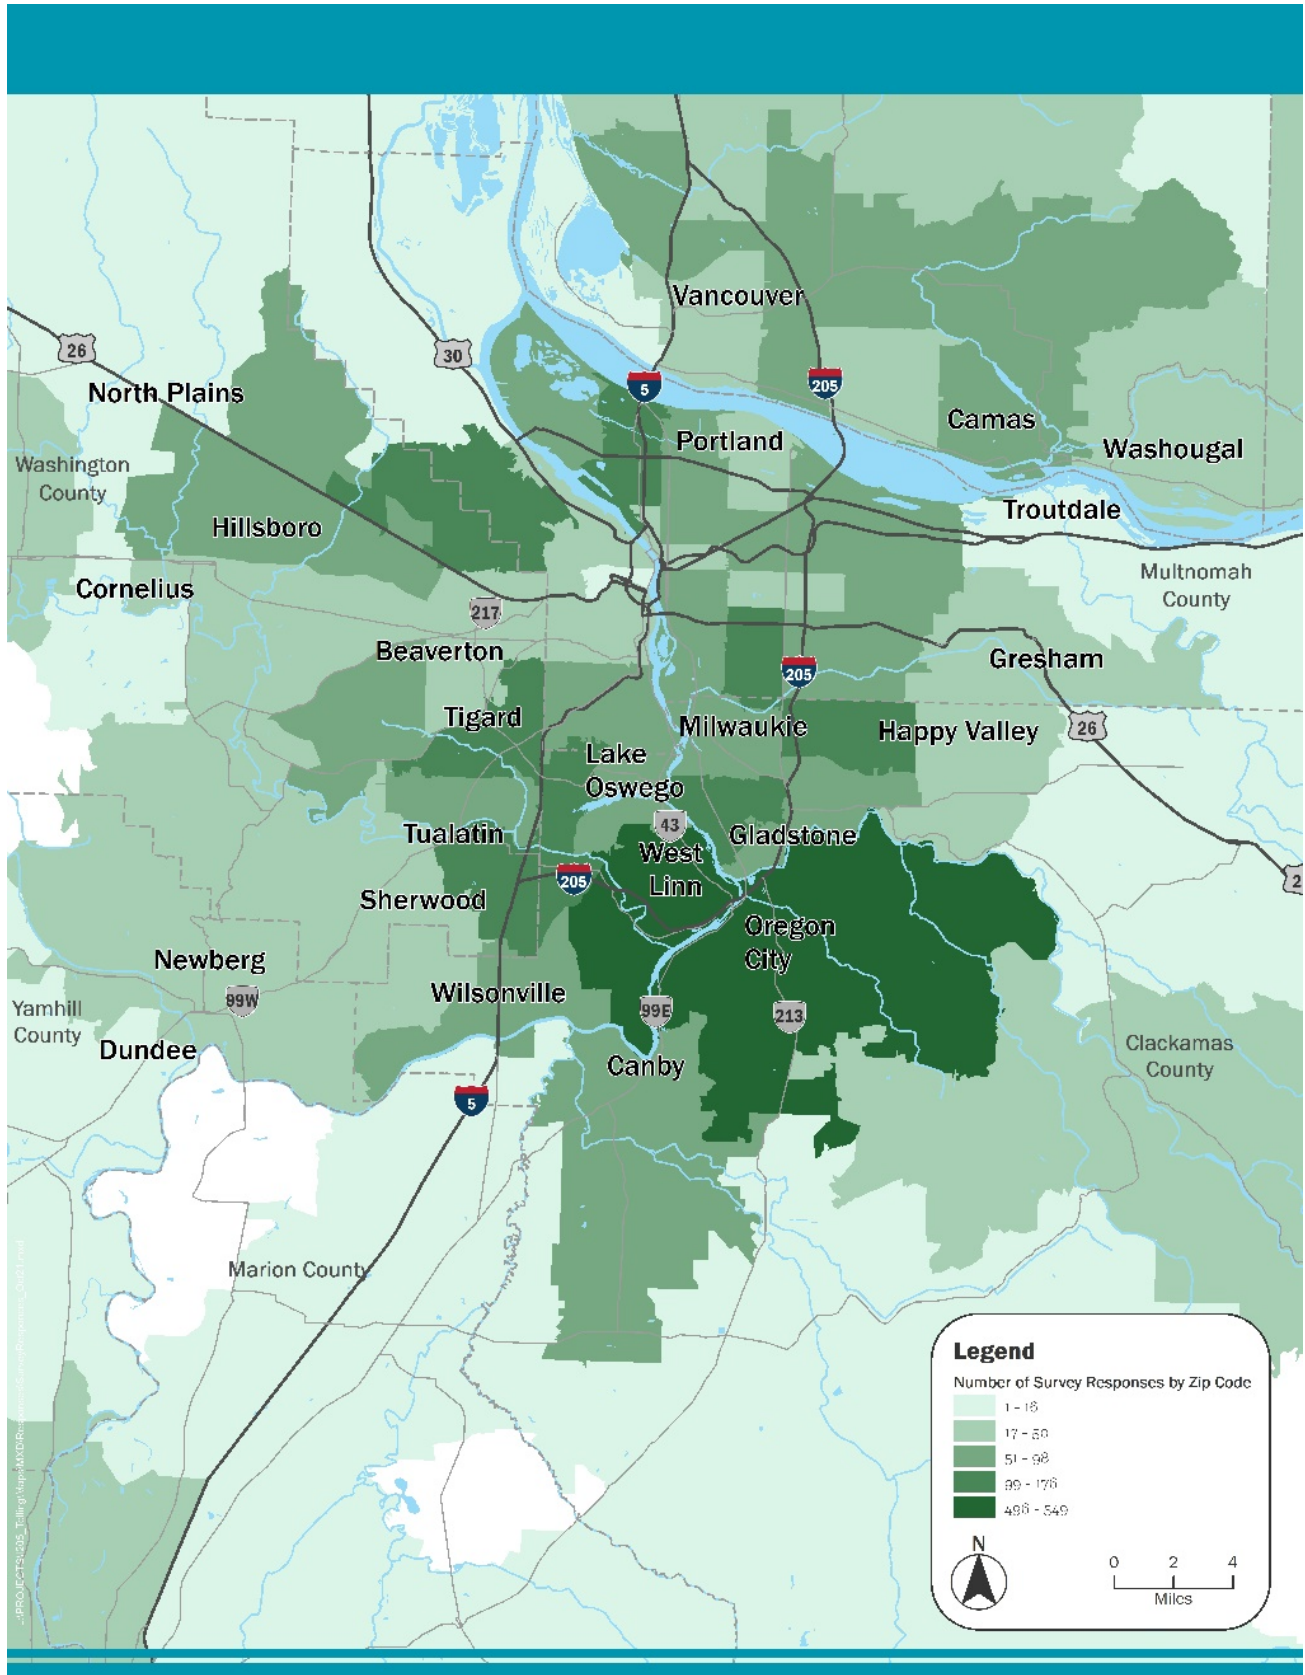 Vancouver
26
30
5
205
North Plains
Camas
Portland
Washougal
Washington
County
Troutdale
Hillsboro
Cornelius
Multnomah
County
217
Beaverton
Gresham
205
Tigard
Milwaukie
Happy Valley
26
Lake
Oswego
43
Tualatin
Gladstone
West
Linn
205
2
Sherwood
Oregon
City
Newberg
99W
Wilsonville
Yamhill
County
99E
213
Dundee
Clackamas
County
Canby
5
Marion County
Legend
Number of Survey Responses by Zip Code
1 - 16
17 - 50
51 - 98
99 - 176
496 - 549
N
0 2 4
Miles